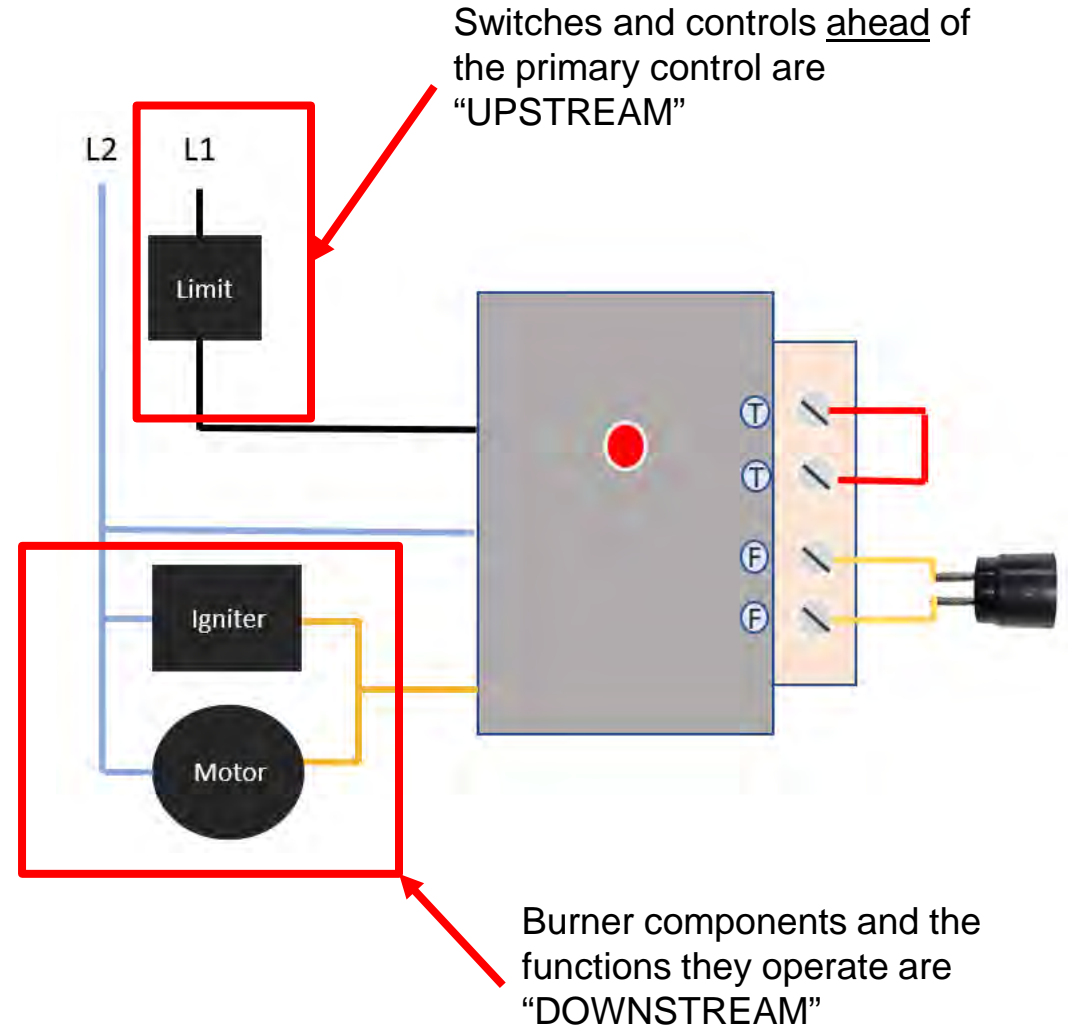 Switches and controls ahead of
the primary control are
“UPSTREAM”
L2 L1
Limit
T
T
F
Igniter
F
Motor
Burner components and the
functions they operate are
“DOWNSTREAM”